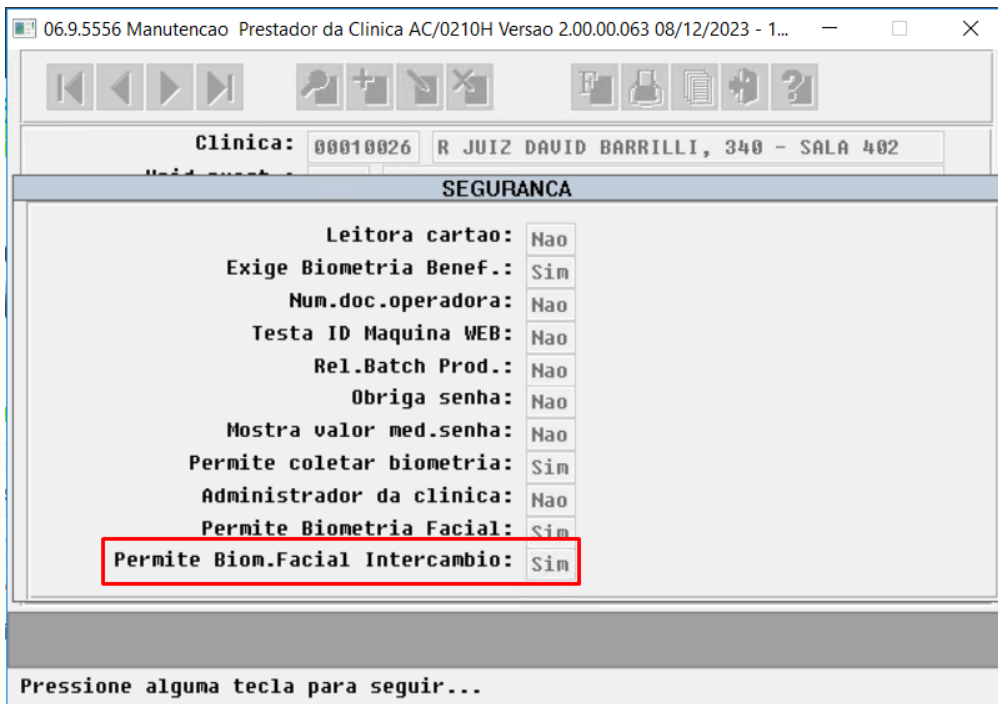 06.9.5556 Manutencao Prestador da Clinica AC/0210H Versao 2.00.00.063 08/12/2023 - 1...
Clinica: 00010026 R JUIZ DAVID BARRILLI, 340 - SALA 402
SEGURANCA
Leitora cartao: Nao
Exige Biometria Benef.: Sim
Num.doc.operadora: Nao
Testa ID Maquina WEB: Nao
Rel.Batch Prod.: Nao
Obriga senha: Nao
Mostra valor med.senha: Nao
Permite coletar biometria: Sim
Administrador da clinica: Nao
Permite Biometria Facial: Sim
Permite Biom.Facial Intercambio: Sim
Pressione alguma tecla para seguir...